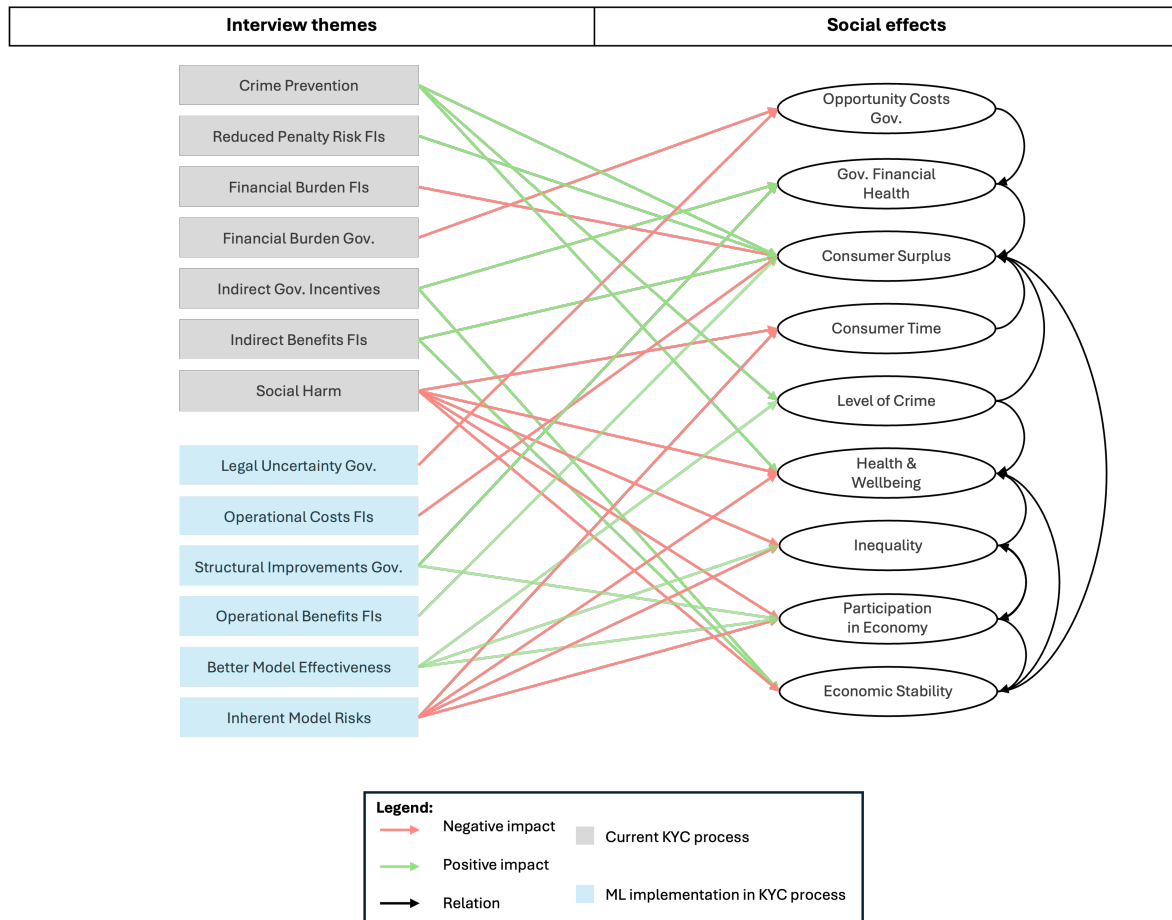 Interview themes
Social effects
Crime Prevention
Reduced Penalty Risk FIs
Financial Burden FIs
Financial Burden Gov.
Indirect Gov. Incentives
Indirect Benefits FIs
Social Harm
Legal Uncertainty Gov.
Operational Costs FIs
Structural Improvements Gov.
Operational Benefits FIs
Better Model Effectiveness
Inherent Model Risks
Opportunity Costs
Gov.
Gov. Financial
Health
Consumer Surplus
Consumer Time
Level of Crime
Health &
Wellbeing
Inequality
Participation
in Economy
Economic Stability
Legend:
Negative impact
Positive impact
Relation
Current KYC process
ML implementation in KYC process